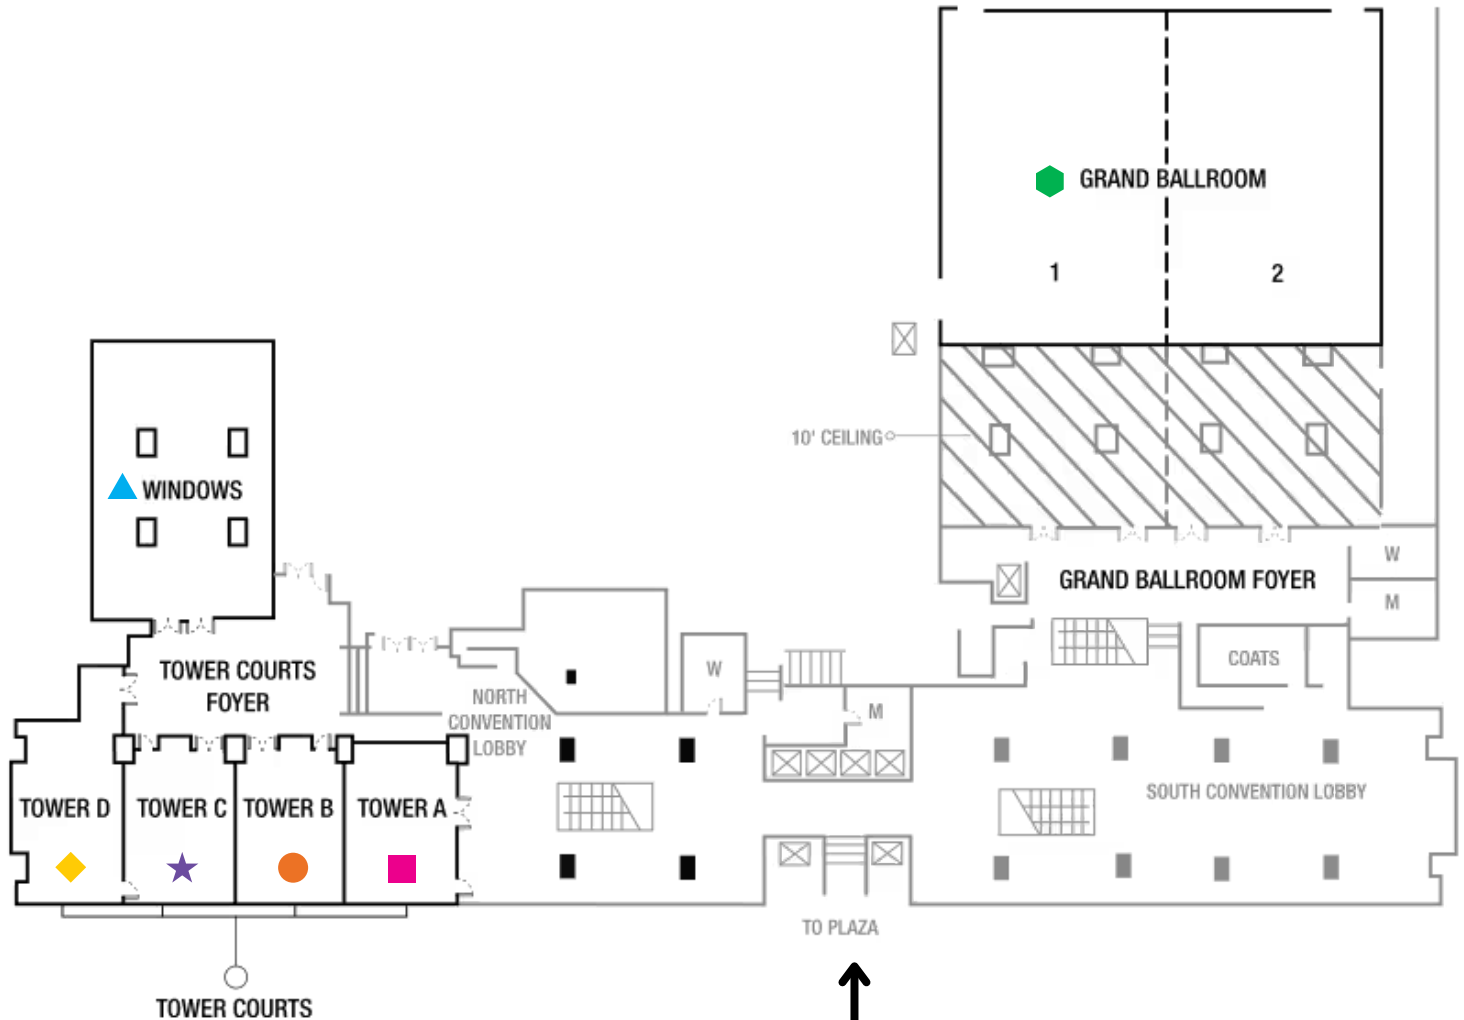 GRAND BALLROOM
1
2
10' CEILING
WINDOWS
W
GRAND BALLROOM FOYER
M
COATS
TOWER COURTS
FOYER
W
NORTH
CONVENTION
LOBBY
M
SOUTH CONVENTION LOBBY
TOWER D
TOWER C
TOWER B
TOWER A
TO PLAZA
TOWER COURTS